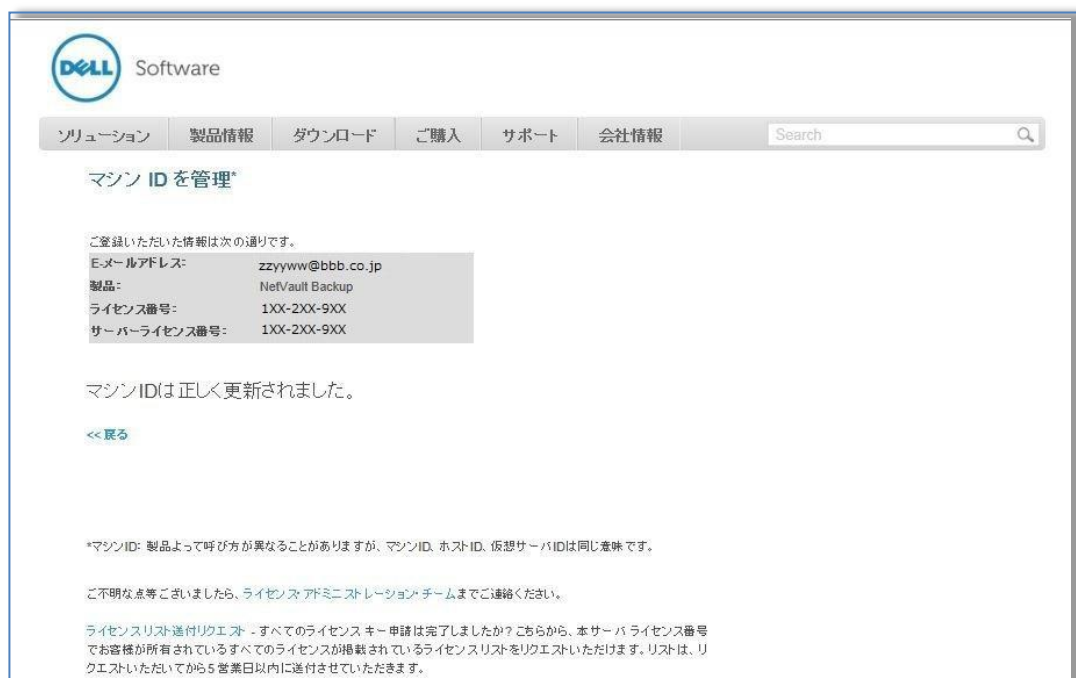 DELL Software
ソリューション 製品情報 ダウンロード ご購入 サポート 会社情報 Search
マシン ID を管理*
ご登録いただいた情報は次の通りです。
E-メールアドレス: zzyyww@bbb.co.jp
製品: NetVault Backup
ライセンス番号: 1XX-2XX-9XX
サーバーライセンス番号: 1XX-2XX-9XX
マシンIDは正しく更新されました。
<< 戻る
*マシンID: 製品よって呼び方が異なることがありますが、マシンID、ホストID、仮想サーバIDは同じ意味です。
ご不明な点等ございましたら、ライセンス・アドミニストレーション・チームまでご連絡ください。
ライセンスリスト送付リクエスト - すべてのライセンス キー申請は完了しましたか? こちらから、本サーバ ライセンス番号
でお客様が所有されているすべてのライセンスが掲載されているライセンス リストをリクエストいただけます。リストは、リ
クエストいただいてから5 営業日以内に送付させていただきます。